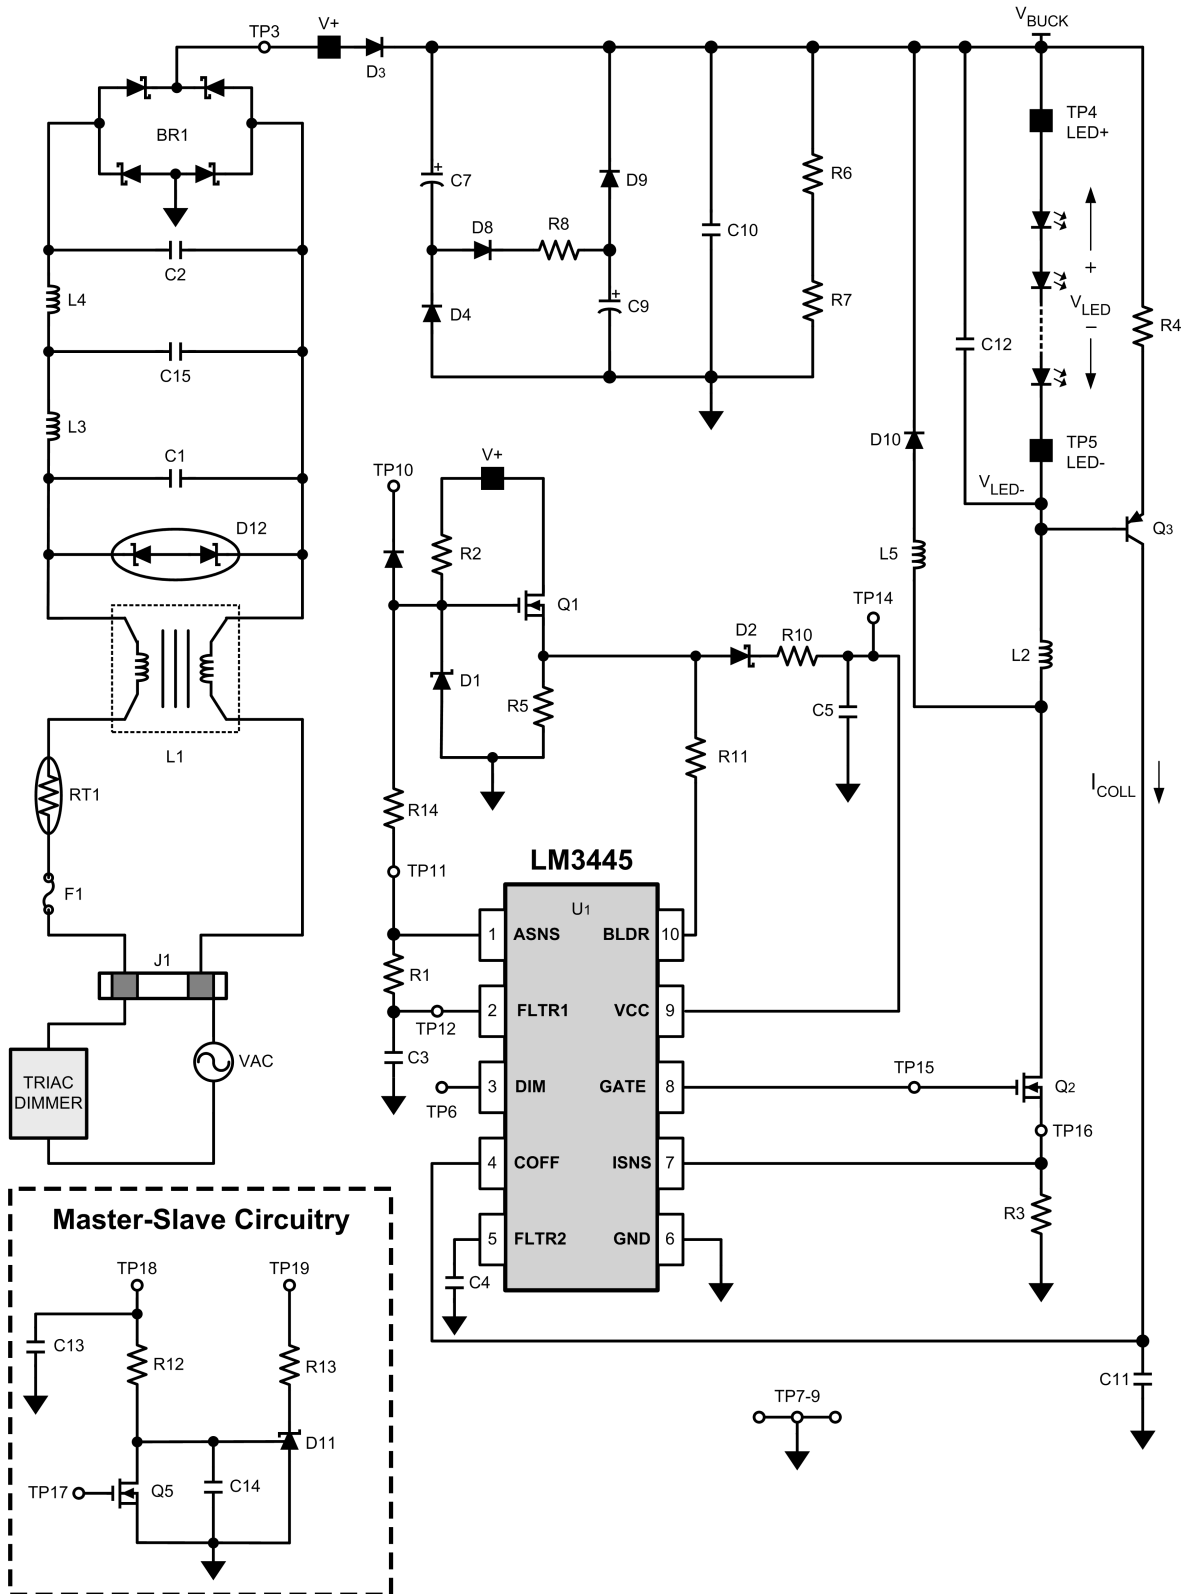 V+
V_BUCK
TP3
D3
TP4
LED+
BR1
C7
D9
R6
D8
R8
C10
C2
+
L4
D4
C9
R7
V_LED
R4
–
C12
C15
L3
D10
TP5
LED-
C1
TP10
V+
V_LED-
D12
Q3
R2
L5
Q1
TP14
D2
R10
L2
D1
R5
C5
L1
R11
RT1
I_COLL
R14
LM3445
TP11
F1
U1
1 ASNS BLDR 10
J1
R1
2 FLTR1 VCC 9
TP12
C3
VAC
TRIAC
DIMMER
3 DIM GATE 8
TP15
Q2
TP6
TP16
4 COFF ISNS 7
Master-Slave Circuitry
R3
5 FLTR2 GND 6
TP18
TP19
C4
C13
R12
R13
C11
TP7-9
D11
TP17
Q5
C14
+
+